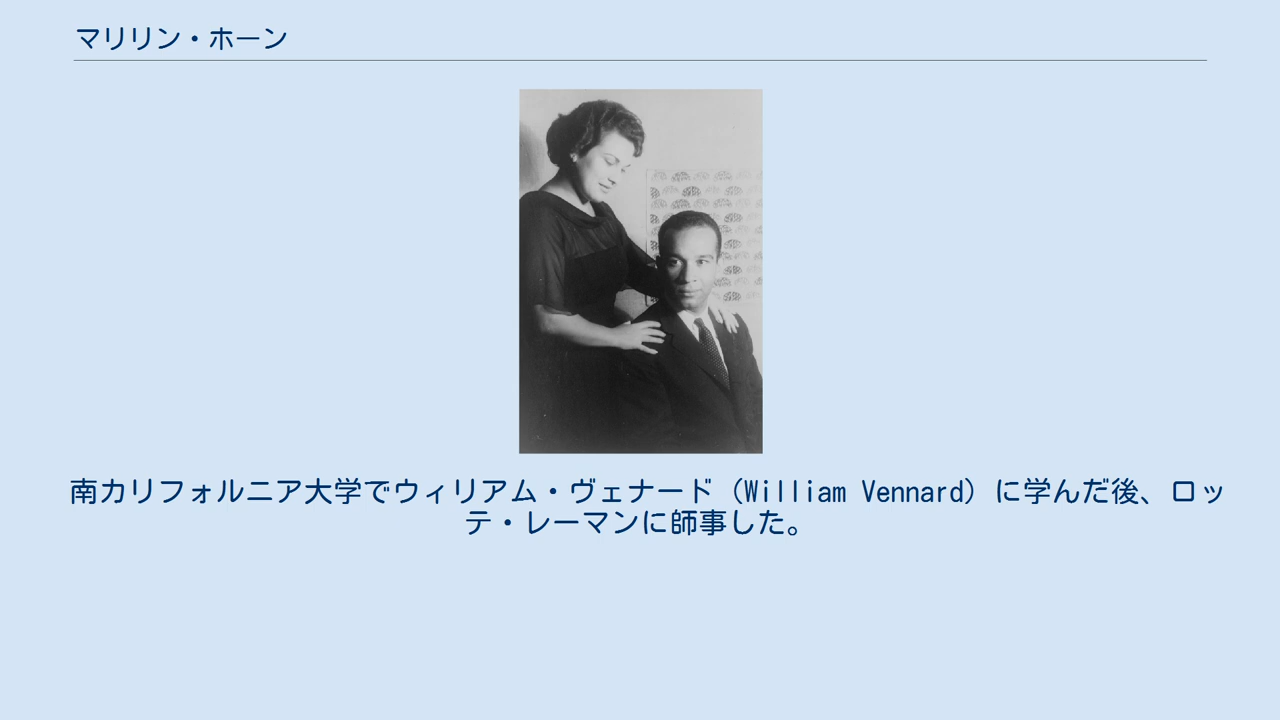 マリリン・ホーン
南カリフォルニア大学でウィリアム・ヴェナード（William Vennard）に学んだ後、ロッ
テ・レーマンに師事した。